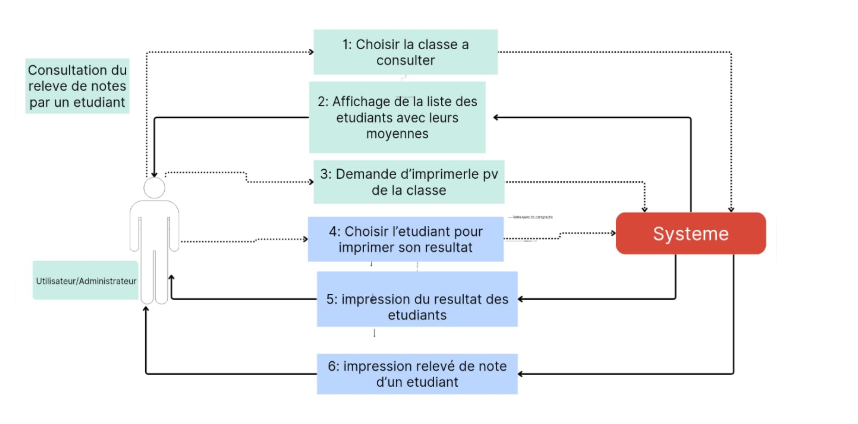 1: Choisir la classe a
consulter
Consultation du
releve de notes
par un etudiant
2: Affichage de la liste des
etudiants avec leurs
moyennes
3: Demande d’imprimerle pv
de la classe
4: Choisir l’etudiant pour
imprimer son resultat
Systeme
Utilisateur/Administrateur
5: impression du resultat des
etudiants
6: impression relevé de note
d’un etudiant